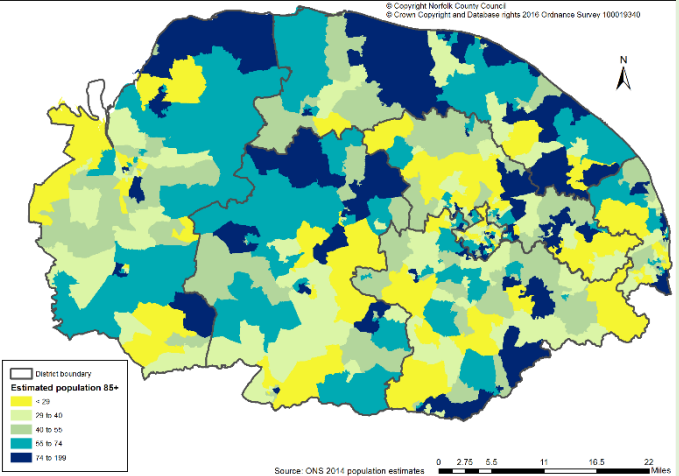 © Copyright Norfolk County Council
© Crown Copyright and Database rights 2016 Ordnance Survey 100019340
N
District boundary
Estimated population 85+
< 29
29 to 40
40 to 55
55 to 74
74 to 199
Source: ONS 2014 population estimates
0 2.75 5.5 11 16.5 22
Miles